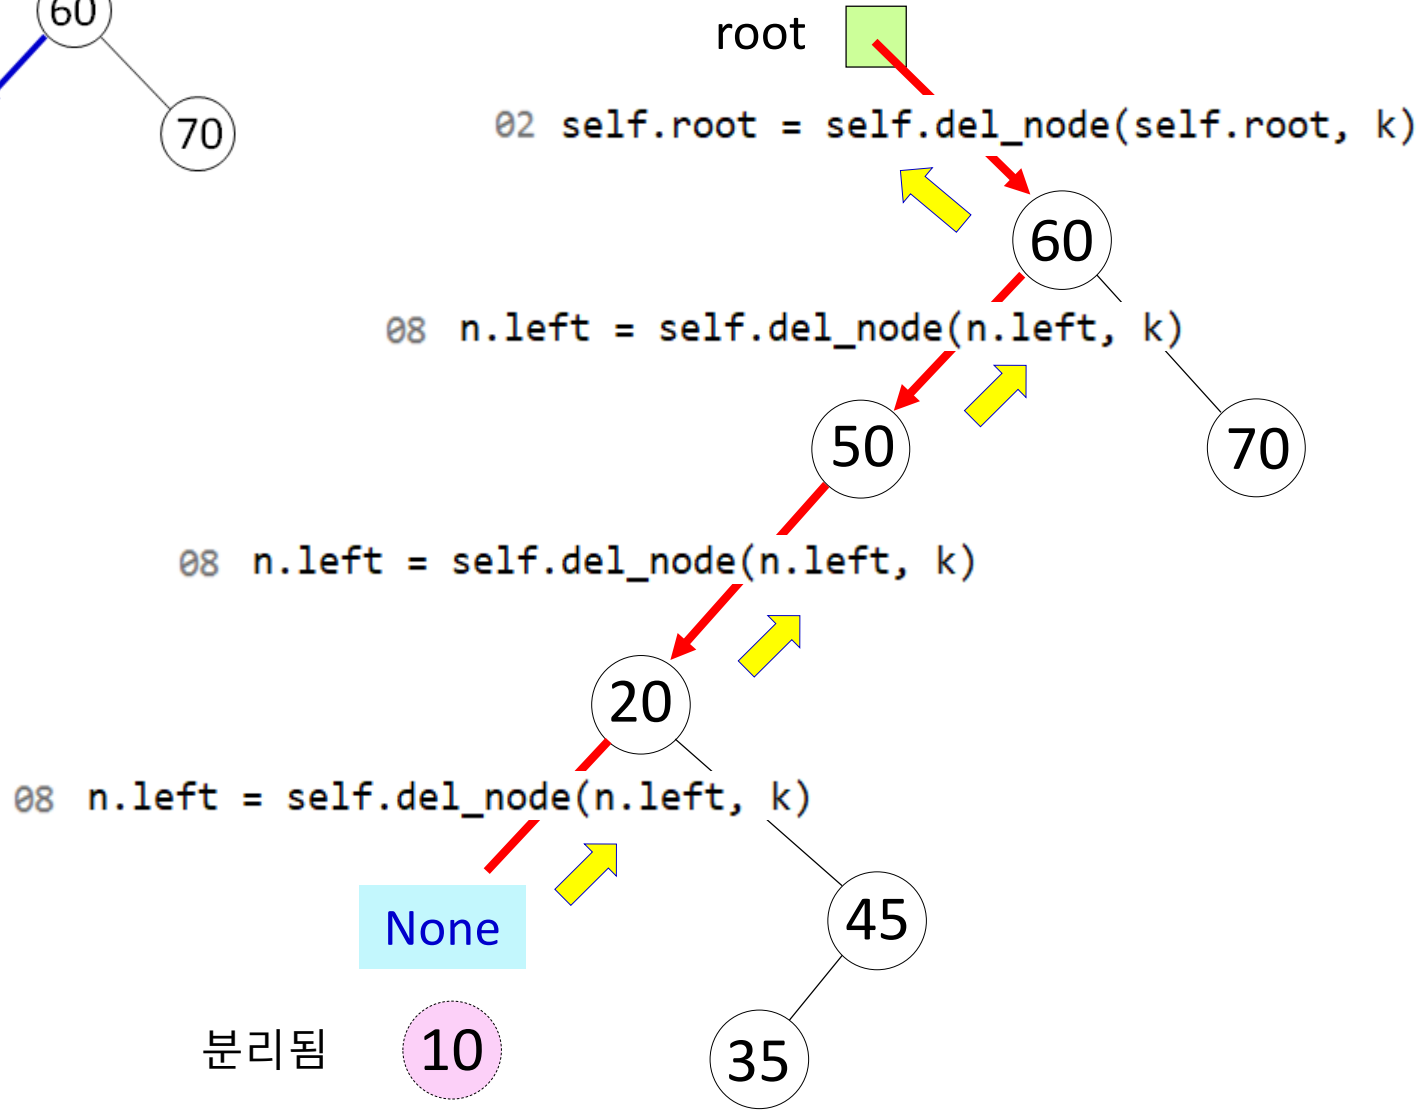 60
70
root
02 self.root = self.del_node(self.root, k)
60
08 n.left = self.del_node(n.left, k)
50
70
08 n.left = self.del_node(n.left, k)
20
08 n.left = self.del_node(n.left, k)
None
45
분리됨 10
35